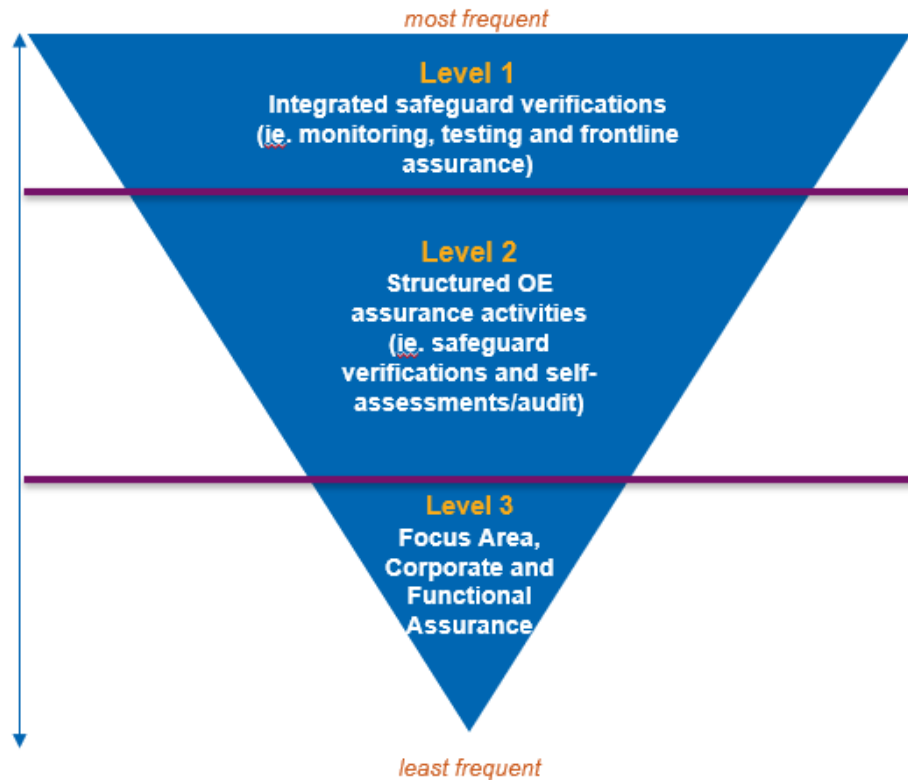 most frequent
Level 1
Integrated safeguard verifications
(ie. monitoring, testing and frontline
assurance)
Level 2
Structured OE
assurance activities
(ie. safeguard
verifications and self-
assessments/audit)
Level 3
Focus Area,
Corporate and
Functional
Assurance
least frequent